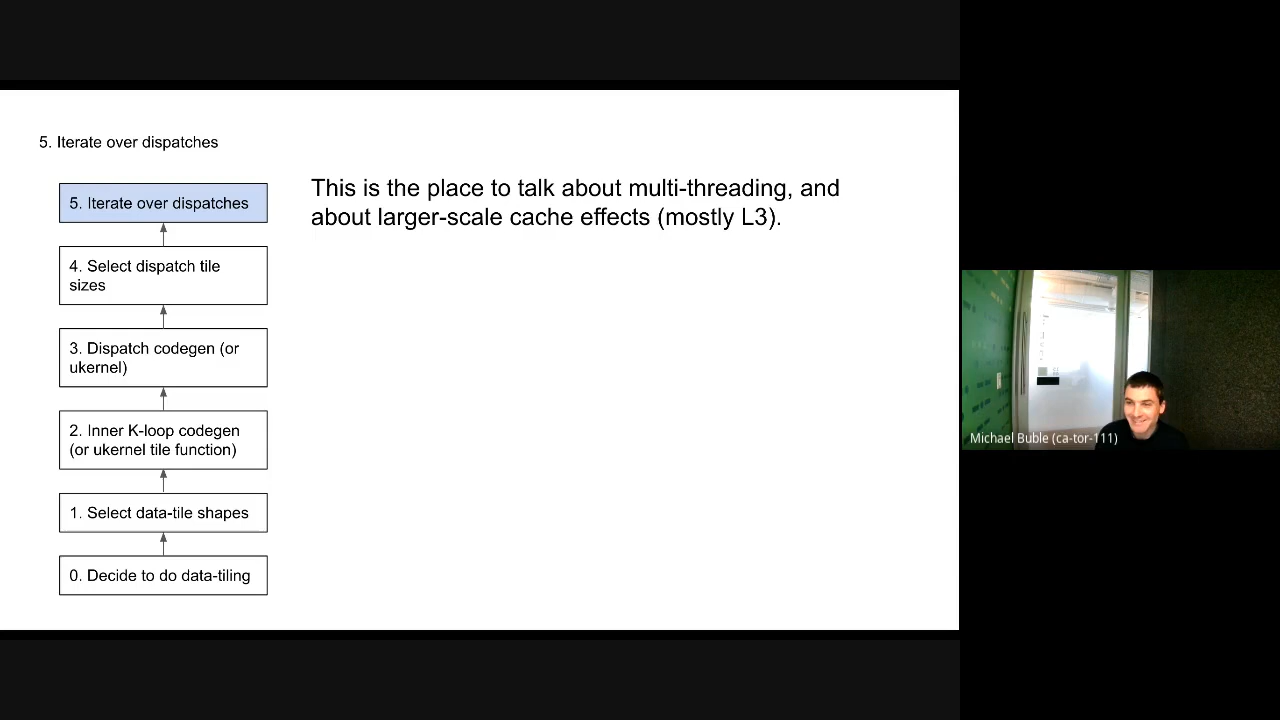 5. Iterate over dispatches
5. Iterate over dispatches
4. Select dispatch tile
sizes
3. Dispatch codegen (or
ukernel)
2. Inner K-loop codegen
(or ukernel tile function)
1. Select data-tile shapes
0. Decide to do data-tiling
This is the place to talk about multi-threading, and
about larger-scale cache effects (mostly L3).
Michael Buble (ca-tor-111)